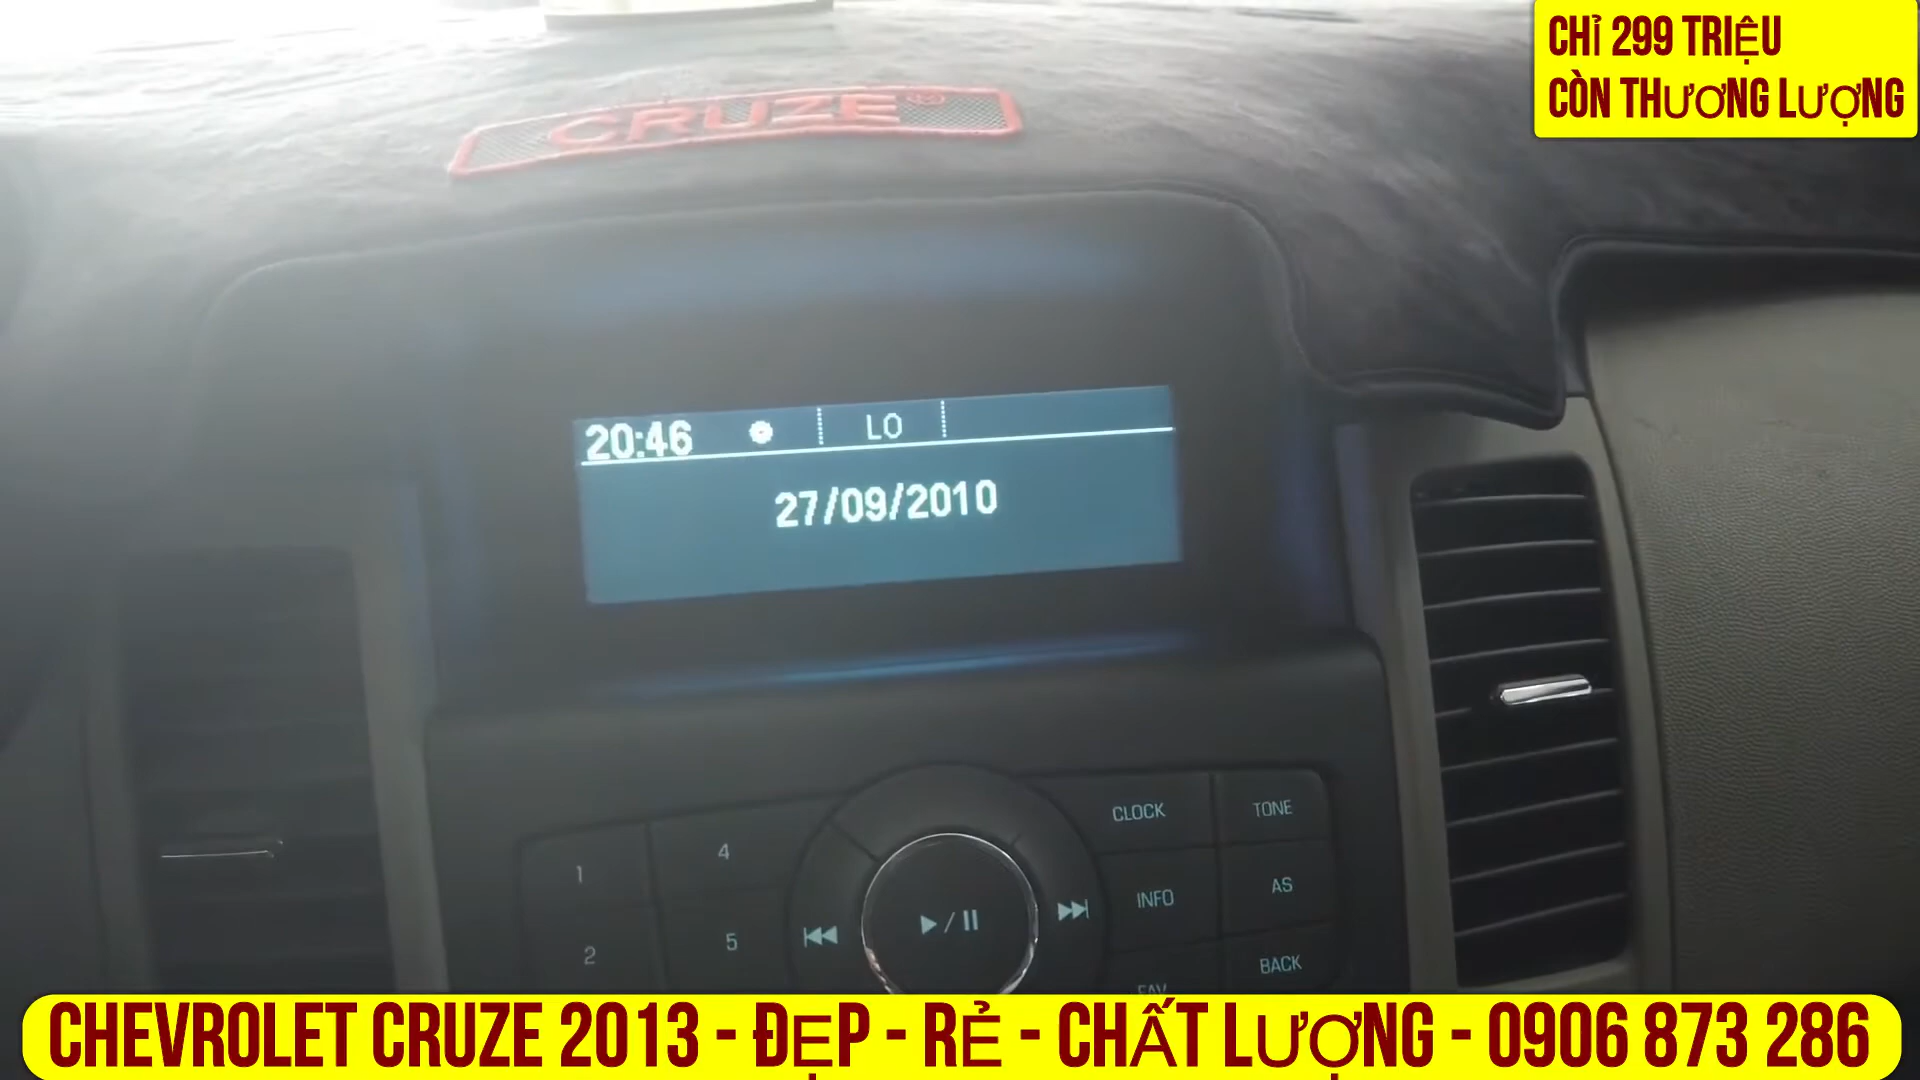 CHỈ 299 TRIỆU
CÒN THƯƠNG LƯỢNG
CRUZE
20:46 LO
27/09/2010
CLOCK TONE
1 4
INFO AS
2 5
BACK
FAV
CHEVROLET CRUZE 2013 - ĐẸP - RẺ - CHẤT LƯỢNG - 0906 873 286